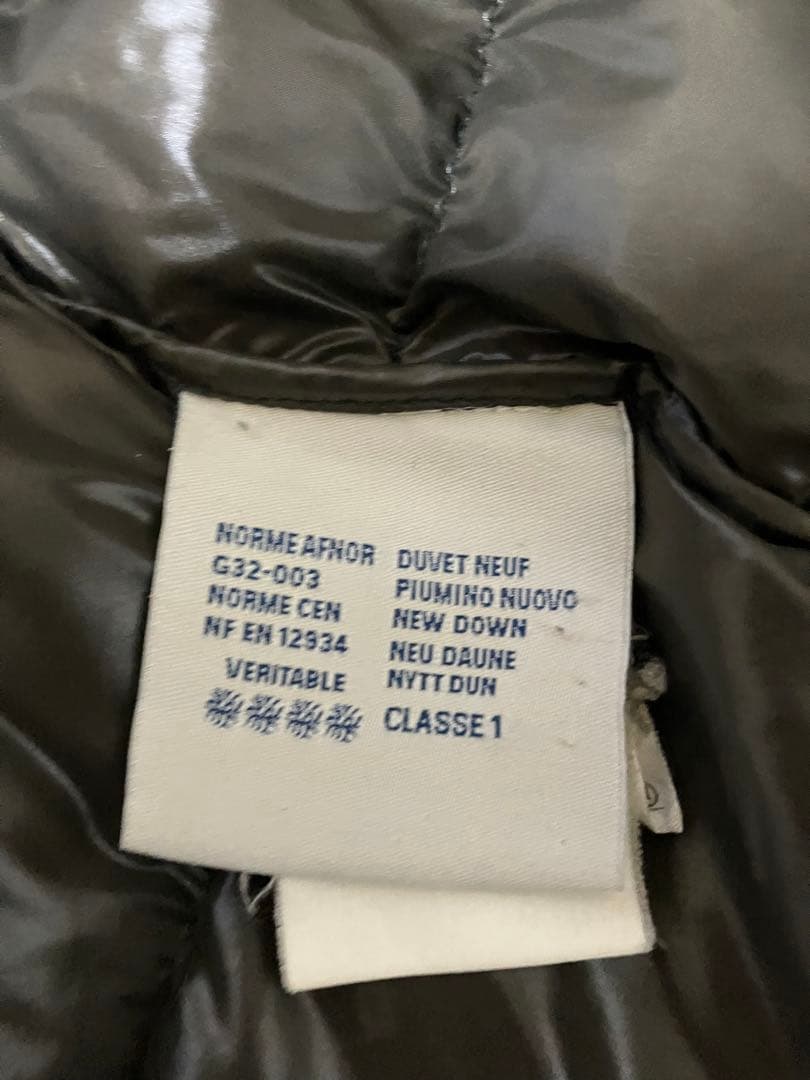 NORME AFNOR
G32-003
NORME CEN
NF EN 12934
VERITABLE
DUVET NEUF
PIUMINO NUOVO
NEW DOWN
NEU DAUNE
NYTT DUN
CLASSE 1